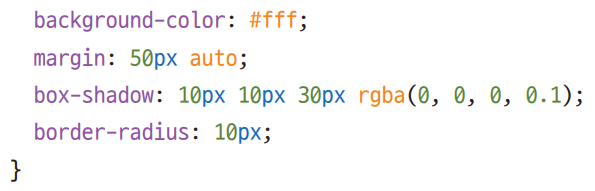 background-color: #fff;
margin: 50px auto;
box-shadow: 10px 10px 30px rgba(0, 0, 0, 0.1);
border-radius: 10px;
}